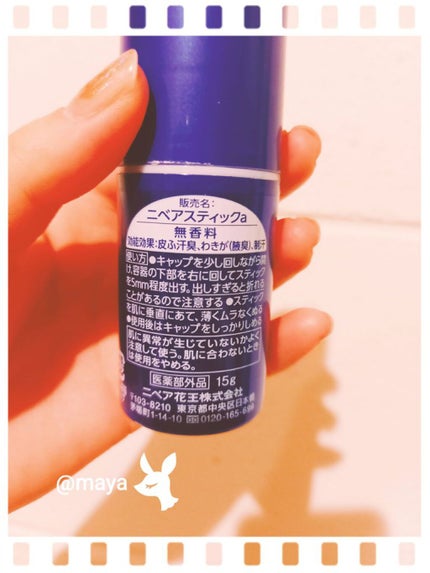 販売名:
ニベアスティックa
無香料
効能効果:皮ふ汗臭、わきが(腋臭)、制汗
使い方 ●キャップを少し回しながら開
け、容器の下部を右に回してスティック
を5mm程度出す。出しすぎると折れる
ことがあるので注意する ●スティック
を肌に垂直にあて、薄くムラなくぬる
●使用後はキャップをしっかりしめる
肌に異常が生じていないかよく
注意して使う。肌に合わないとき
は使用をやめる。
医薬部外品 15g
ニベア花王株式会社
〒103-8210 東京都中央区日本橋
茅場町1-14-10 ☎0120-165-699
@maya